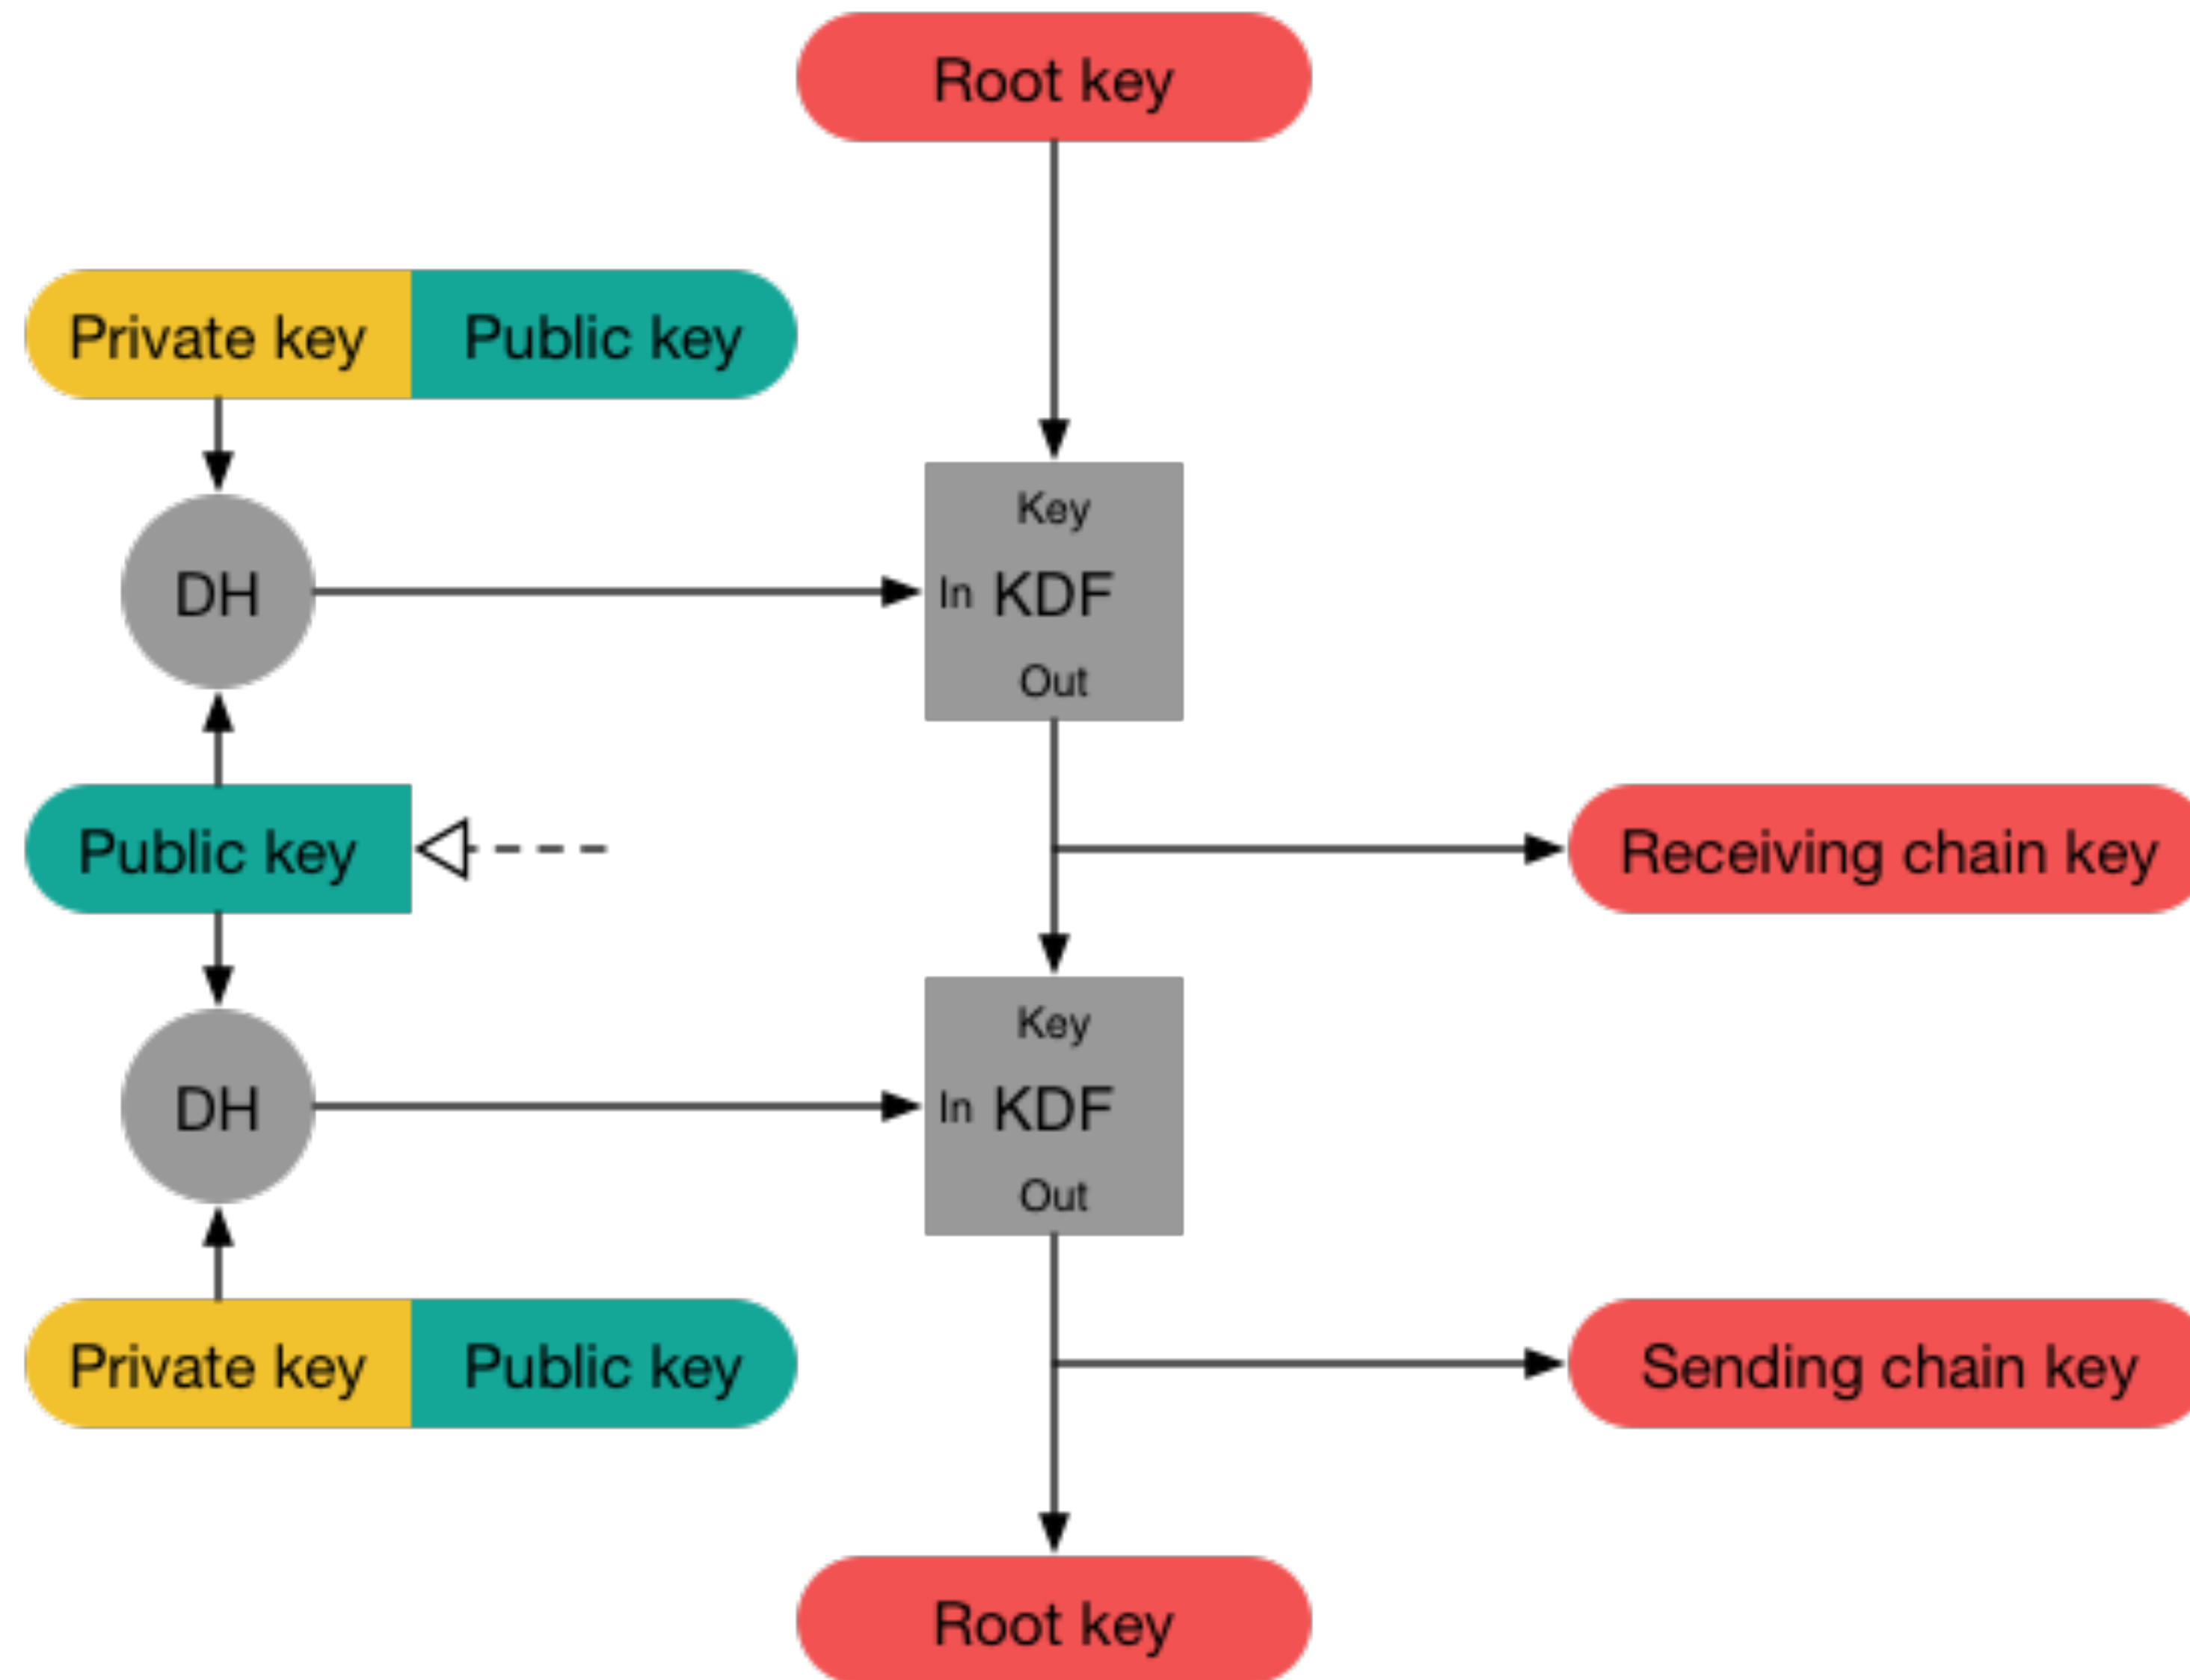 Root key
Private key Public key
Key
DH In KDF
Out
Public key Receiving chain key
Key
DH In KDF
Out
Private key Public key Sending chain key
Root key